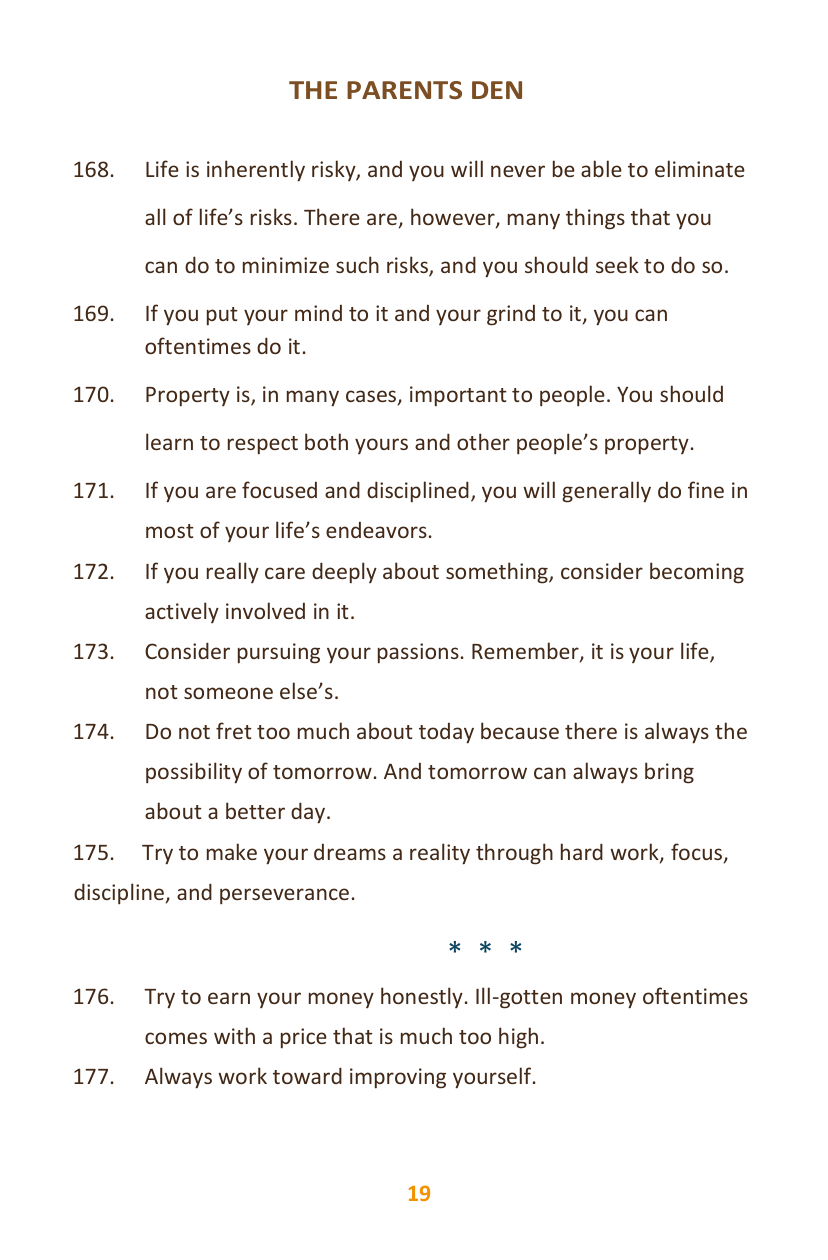 THE PARENTS DEN
168. Life is inherently risky, and you will never be able to eliminate
all of life’s risks. There are, however, many things that you
can do to minimize such risks, and you should seek to do so.
169. If you put your mind to it and your grind to it, you can
oftentimes do it.
170. Property is, in many cases, important to people. You should
learn to respect both yours and other people’s property.
171. If you are focused and disciplined, you will generally do fine in
most of your life’s endeavors.
172. If you really care deeply about something, consider becoming
actively involved in it.
173. Consider pursuing your passions. Remember, it is your life,
not someone else’s.
174. Do not fret too much about today because there is always the
possibility of tomorrow. And tomorrow can always bring
about a better day.
175. Try to make your dreams a reality through hard work, focus,
discipline, and perseverance.
* * *
176. Try to earn your money honestly. Ill-gotten money oftentimes
comes with a price that is much too high.
177. Always work toward improving yourself.
19